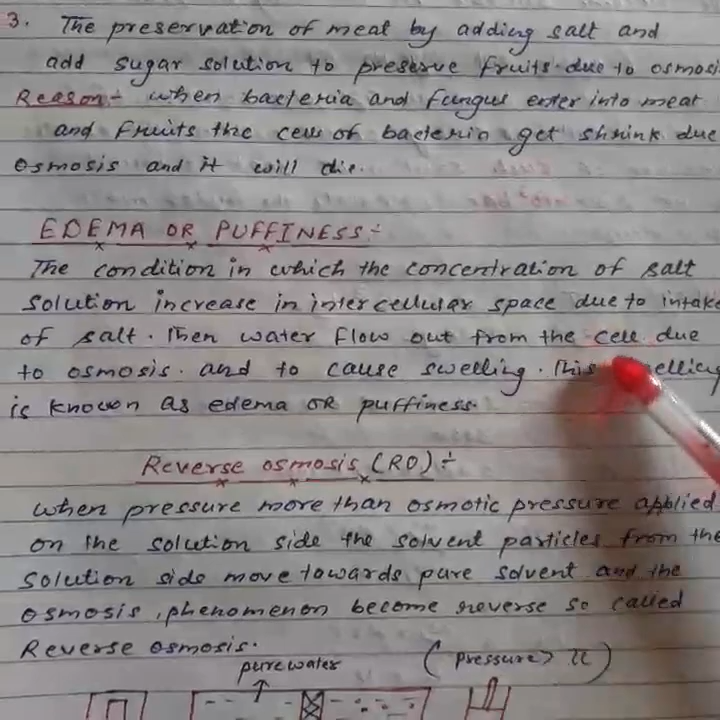 3. The preservation of meat by adding salt and
add sugar solution to preserve fruits due to osmosi
Reason:- when bacteria and fungus enter into meat
and fruits the cell of bacteria get shrink due
osmosis and it will die.
EDEMA OR PUFFINESS:-
The condition in which the concentration of salt
solution increase in intercellular space due to intake
of salt. Then water flow out from the cell due
to osmosis. and to cause swelling. This
is known as edema OR puffiness.
Reverse osmosis (RO):-
when pressure more than osmotic pressure applied
on the solution side the solvent particles from the
solution side move towards pure solvent and the
osmosis, phenomenon become reverse so called
Reverse osmosis.
pure water (Pressure >